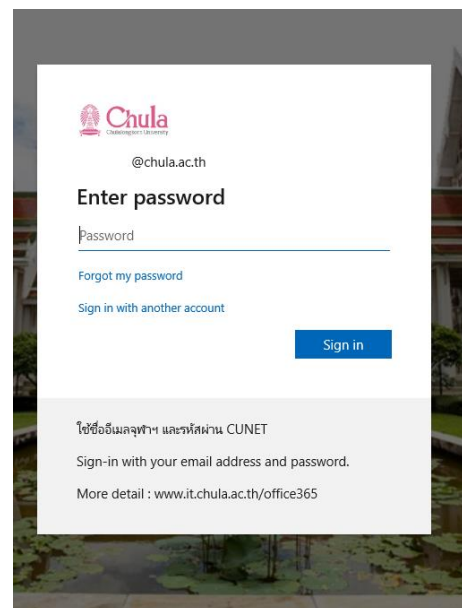 Chula
Chulalongkorn University
@chula.ac.th
Enter password
Password
Forgot my password
Sign in with another account
Sign in
ใช้ชื่ออีเมลจุฬาฯ และรหัสผ่าน CUNET
Sign-in with your email address and password.
More detail : www.it.chula.ac.th/office365